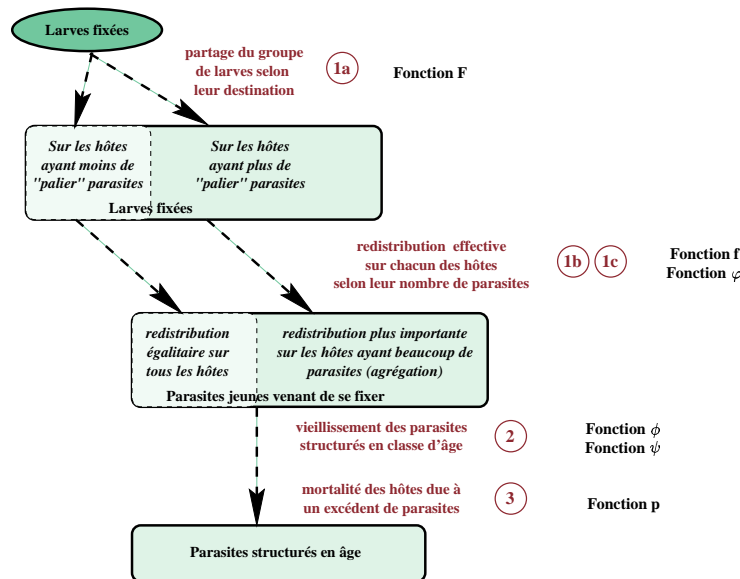 Larves fixées
partage du groupe
de larves selon
leur destination
1a
Fonction F
Sur les hôtes
ayant moins de
"palier" parasites
Sur les hôtes
ayant plus de
"palier" parasites
Larves fixées
redistribution effective
sur chacun des hôtes
selon leur nombre de parasites
1b
1c
Fonction f
Fonction φ
redistribution
égalitaire sur
tous les hôtes
redistribution plus importante
sur les hôtes ayant beaucoup de
parasites (agrégation)
Parasites jeunes venant de se fixer
vieillissement des parasites
structurés en classe d'âge
2
Fonction ϕ
Fonction ψ
mortalité des hôtes due à
un excédent de parasites
3
Fonction p
Parasites structurés en âge